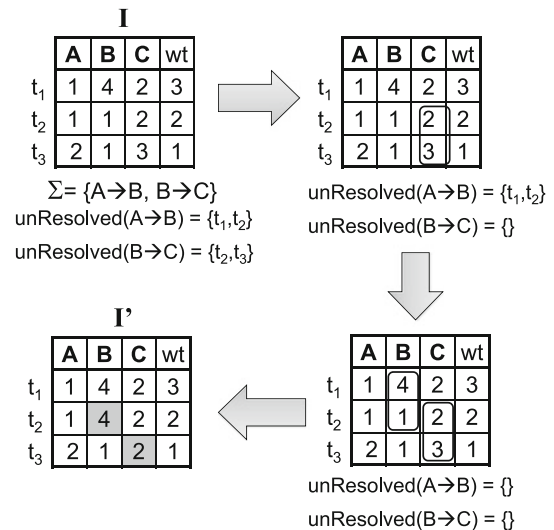 I
A B C wt
t1 1 4 2 3
t2 1 1 2 2
t3 2 1 3 1
Σ= {A→B, B→C}
unResolved(A→B) = {t1,t2}
unResolved(B→C) = {t2,t3}
A B C wt
t1 1 4 2 3
t2 1 1 2 2
t3 2 1 3 1
unResolved(A→B) = {t1,t2}
unResolved(B→C) = {}
A B C wt
t1 1 4 2 3
t2 1 1 2 2
t3 2 1 3 1
unResolved(A→B) = {}
unResolved(B→C) = {}
I’
A B C wt
t1 1 4 2 3
t2 1 4 2 2
t3 2 1 2 1